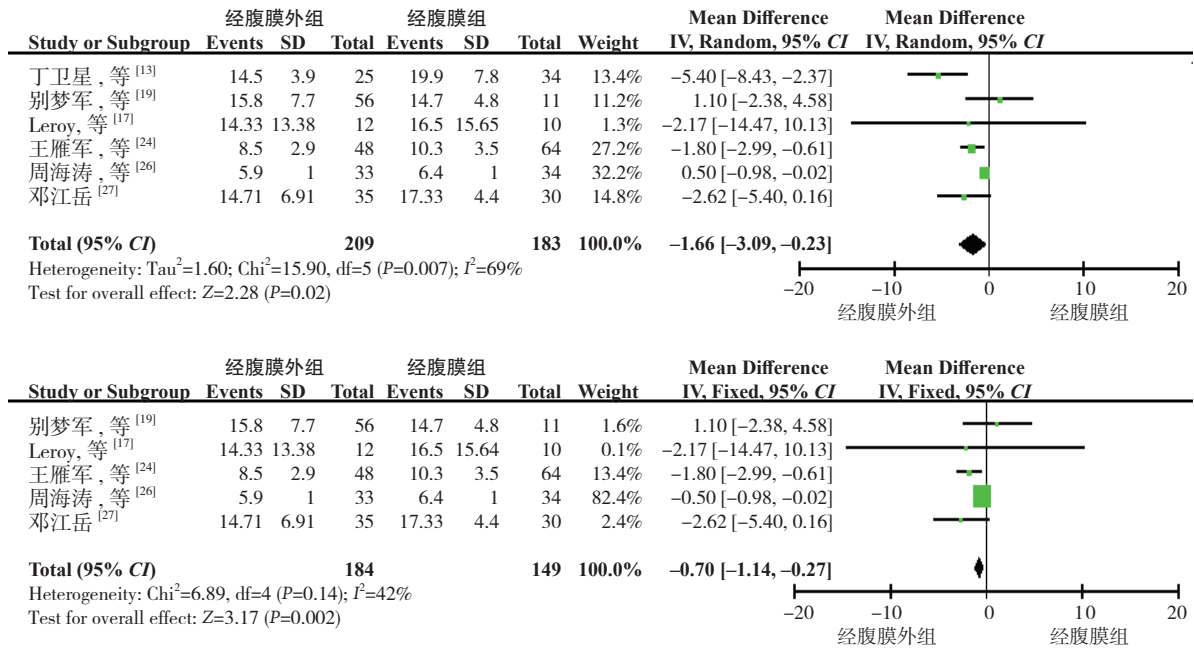 经腹膜外组 经腹膜组 Mean Difference Mean Difference
Study or Subgroup Events SD Total Events SD Total Weight IV, Random, 95% CI IV, Random, 95% CI
丁卫星, 等 [13] 14.5 3.9 25 19.9 7.8 34 13.4% −5.40 [−8.43, −2.37]
别梦军, 等 [19] 15.8 7.7 56 14.7 4.8 11 11.2% 1.10 [−2.38, 4.58]
Leroy, 等 [17] 14.33 13.38 12 16.5 15.65 10 1.3% −2.17 [−14.47, 10.13]
王雁军, 等 [24] 8.5 2.9 48 10.3 3.5 64 27.2% −1.80 [−2.99, −0.61]
周海涛, 等 [26] 5.9 1 33 6.4 1 34 32.2% 0.50 [−0.98, −0.02]
邓江岳 [27] 14.71 6.91 35 17.33 4.4 30 14.8% −2.62 [−5.40, 0.16]
Total (95% CI) 209 183 100.0% −1.66 [−3.09, −0.23]
Heterogeneity: Tau²=1.60; Chi²=15.90, df=5 (P=0.007); I²=69%
Test for overall effect: Z=2.28 (P=0.02)
−20 −10 0 10 20
经腹膜外组 经腹膜组
经腹膜外组 经腹膜组 Mean Difference Mean Difference
Study or Subgroup Events SD Total Events SD Total Weight IV, Fixed, 95% CI IV, Fixed, 95% CI
别梦军, 等 [19] 15.8 7.7 56 14.7 4.8 11 1.6% 1.10 [−2.38, 4.58]
Leroy, 等 [17] 14.33 13.38 12 16.5 15.64 10 0.1% −2.17 [−14.47, 10.13]
王雁军, 等 [24] 8.5 2.9 48 10.3 3.5 64 13.4% −1.80 [−2.99, −0.61]
周海涛, 等 [26] 5.9 1 33 6.4 1 34 82.4% −0.50 [−0.98, −0.02]
邓江岳 [27] 14.71 6.91 35 17.33 4.4 30 2.4% −2.62 [−5.40, 0.16]
Total (95% CI) 184 149 100.0% −0.70 [−1.14, −0.27]
Heterogeneity: Chi²=6.89, df=4 (P=0.14); I²=42%
Test for overall effect: Z=3.17 (P=0.002)
−20 −10 0 10 20
经腹膜外组 经腹膜组